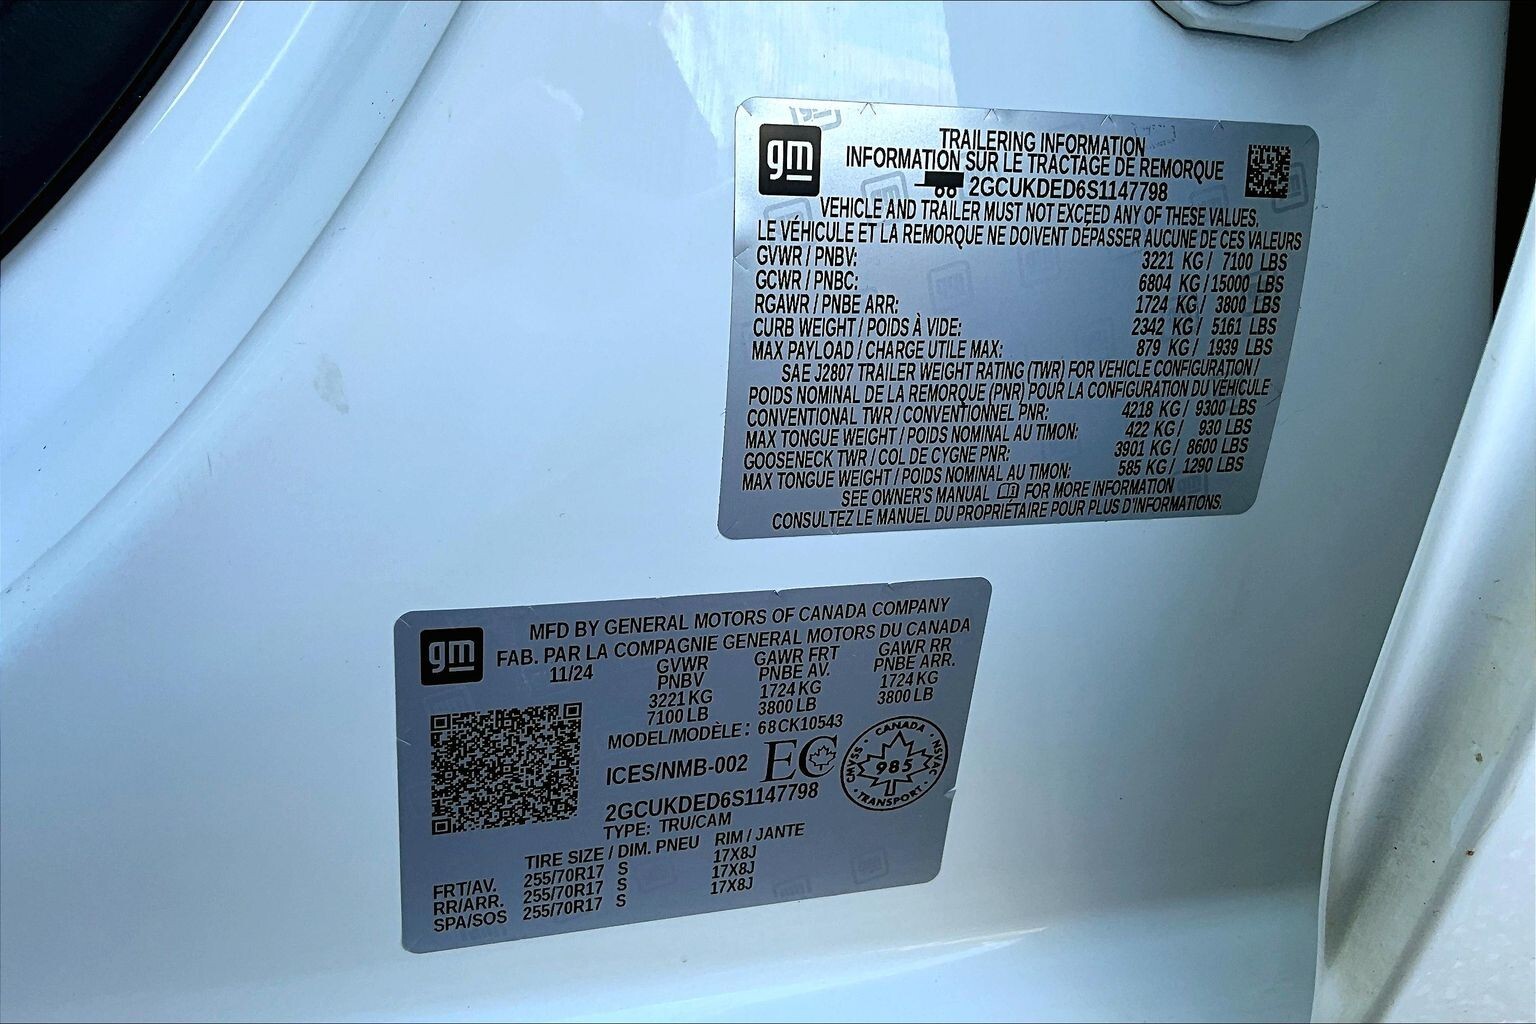 gm
TRAILERING INFORMATION
INFORMATION SUR LE TRACTAGE DE REMORQUE
2GCUKDED6S1147798
VEHICLE AND TRAILER MUST NOT EXCEED ANY OF THESE VALUES.
LE VÉHICULE ET LA REMORQUE NE DOIVENT DÉPASSER AUCUNE DE CES VALEURS
GVWR / PNBV: 3221 KG / 7100 LBS
GCWR / PNBC: 6804 KG / 15000 LBS
RGAWR / PNBE ARR: 1724 KG / 3800 LBS
CURB WEIGHT / POIDS À VIDE: 2342 KG / 5161 LBS
MAX PAYLOAD / CHARGE UTILE MAX: 879 KG / 1939 LBS
SAE J2807 TRAILER WEIGHT RATING (TWR) FOR VEHICLE CONFIGURATION /
POIDS NOMINAL DE LA REMORQUE (PNR) POUR LA CONFIGURATION DU VÉHICULE
CONVENTIONAL TWR / CONVENTIONNEL PNR: 4218 KG / 9300 LBS
MAX TONGUE WEIGHT / POIDS NOMINAL AU TIMON: 422 KG / 930 LBS
GOOSENECK TWR / COL DE CYGNE PNR: 3901 KG / 8600 LBS
MAX TONGUE WEIGHT / POIDS NOMINAL AU TIMON: 585 KG / 1290 LBS
SEE OWNER'S MANUAL FOR MORE INFORMATION
CONSULTEZ LE MANUEL DU PROPRIÉTAIRE POUR PLUS D'INFORMATIONS.
gm
MFD BY GENERAL MOTORS OF CANADA COMPANY
FAB. PAR LA COMPAGNIE GENERAL MOTORS DU CANADA
11/24 GVWR GAWR FRT GAWR RR
PNBV PNBE AV. PNBE ARR.
3221 KG 1724 KG 1724 KG
7100 LB 3800 LB 3800 LB
MODEL/MODÈLE: 68CK10543
ICES/NMB-002 EC
CANADA NSVAC TRANSPORT SAMNC 985
2GCUKDED6S1147798
TYPE: TRU/CAM
TIRE SIZE / DIM. PNEU RIM / JANTE
FRT/AV. 255/70R17 S 17X8J
RR/ARR. 255/70R17 S 17X8J
SPA/SOS 255/70R17 S 17X8J